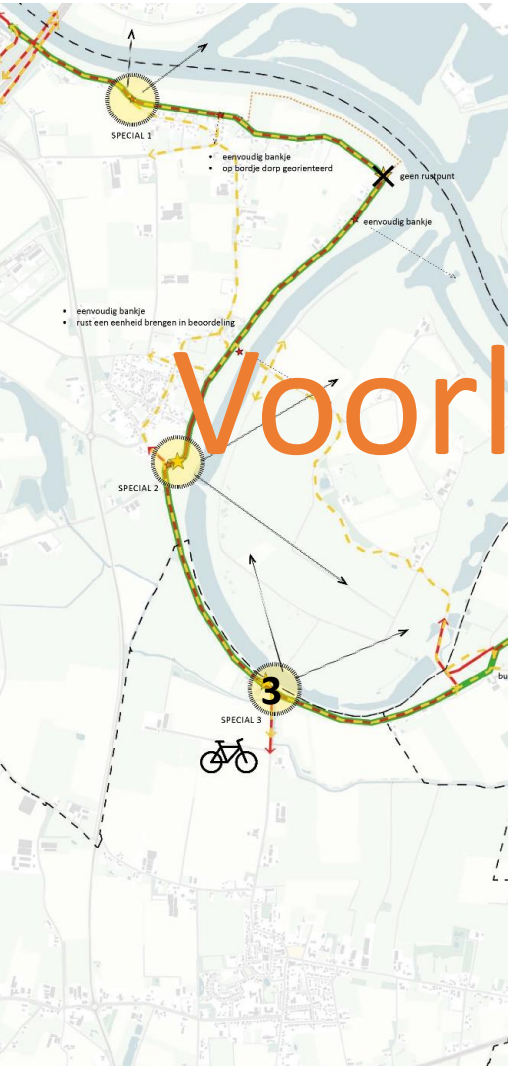 SPECIAL 1
• eenvoudig bankje
• op bordje dorp georienteerd
geen rustpunt
eenvoudig bankje
• eenvoudig bankje
• rust een eenheid brengen in beoordeling
Voorl
SPECIAL 2
3
bu
SPECIAL 3